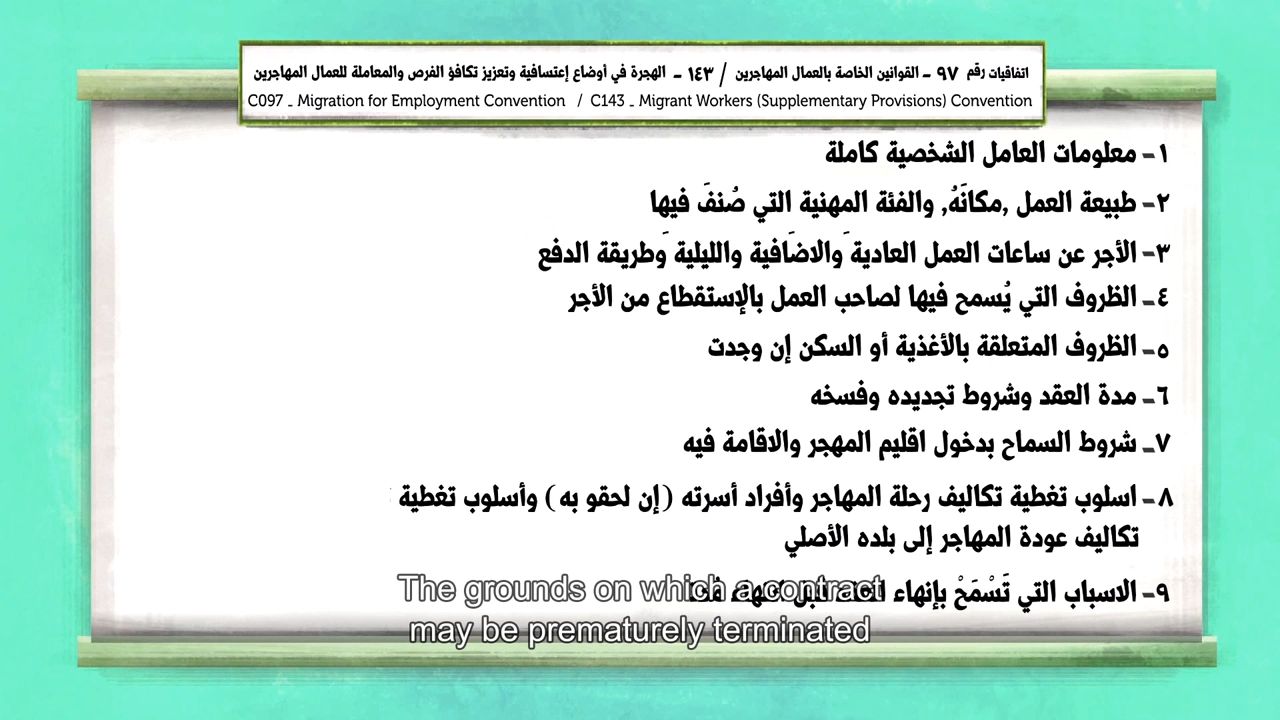 اتفاقيات رقم ٩٧ - القوانين الخاصة بالعمال المهاجرين / ١٤٣ - الهجرة في أوضاع إعتسافية وتعزيز تكافؤ الفرص والمعاملة للعمال المهاجرين
C097 - Migration for Employment Convention / C143 - Migrant Workers (Supplementary Provisions) Convention
١- معلومات العامل الشخصية كاملة
٢- طبيعة العمل ,مكانَهُ, والفئة المهنية التي صُنفَ فيها
٣- الأجر عن ساعات العمل العادية َوالاضَافية والليلية َوطريقة الدفع
٤- الظروف التي يُسمح فيها لصاحب العمل بالإستقطاع من الأجر
٥- الظروف المتعلقة بالأغذية أو السكن إن وجدت
٦- مدة العقد وشروط تجديده وفسخه
٧- شروط السماح بدخول اقليم المهجر والاقامة فيه
٨- اسلوب تغطية تكاليف رحلة المهاجر وأفراد أسرته (إن لحقو به) وأسلوب تغطية
تكاليف عودة المهاجر إلى بلده الأصلي
٩- الاسباب التي تَسْمَحْ بإنهاء
The grounds on which a contract
may be prematurely terminated